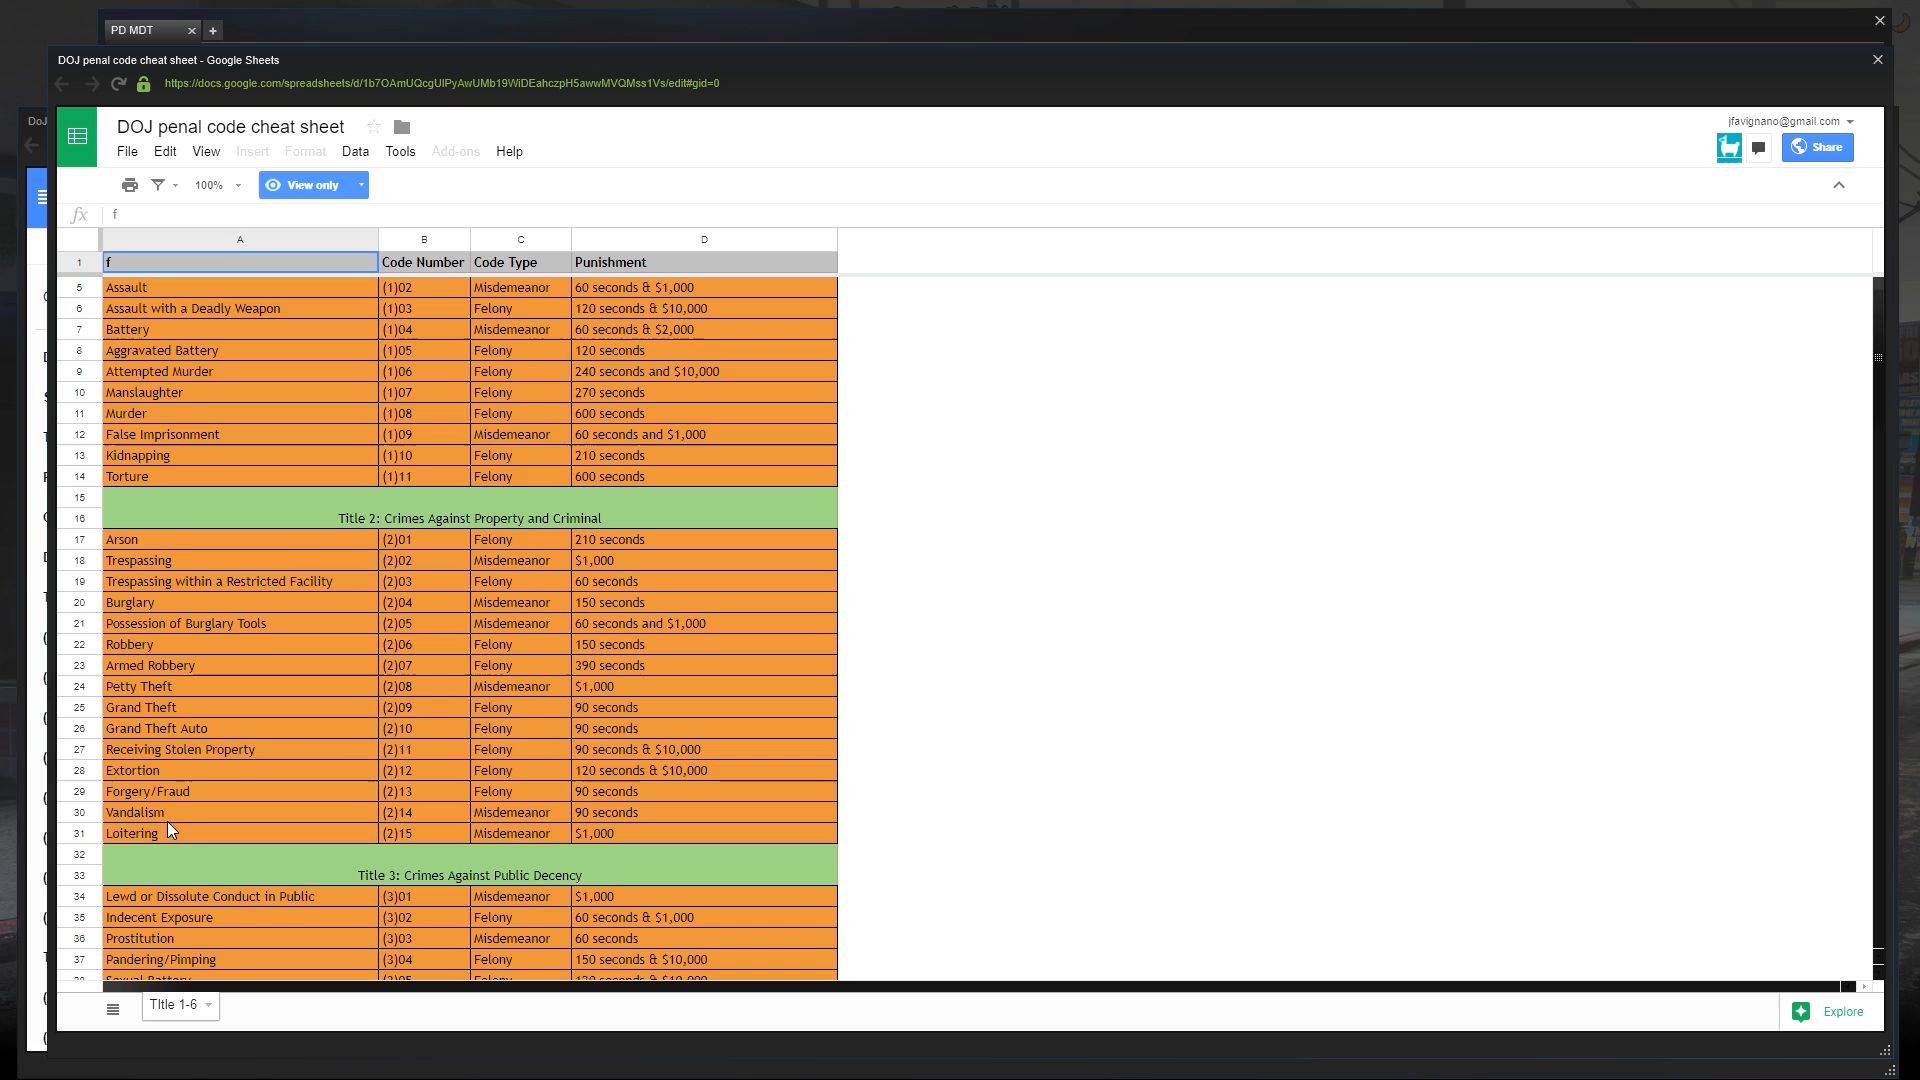 PD MDT
DOJ penal code cheat sheet - Google Sheets
https://docs.google.com/spreadsheets/d/1b7OAmUQcgUIPyAwUMb19WiDEahczpH5awwMVQMss1Vs/edit#gid=0
DoJ
DOJ penal code cheat sheet
jfavignano@gmail.com
File Edit View Insert Format Data Tools Add-ons Help
Share
100% View only
fx f
A B C D
1 f Code Number Code Type Punishment
5 Assault (1)02 Misdemeanor 60 seconds & $1,000
6 Assault with a Deadly Weapon (1)03 Felony 120 seconds & $10,000
7 Battery (1)04 Misdemeanor 60 seconds & $2,000
8 Aggravated Battery (1)05 Felony 120 seconds
9 Attempted Murder (1)06 Felony 240 seconds and $10,000
10 Manslaughter (1)07 Felony 270 seconds
11 Murder (1)08 Felony 600 seconds
12 False Imprisonment (1)09 Misdemeanor 60 seconds and $1,000
13 Kidnapping (1)10 Felony 210 seconds
14 Torture (1)11 Felony 600 seconds
15
16 Title 2: Crimes Against Property and Criminal
17 Arson (2)01 Felony 210 seconds
18 Trespassing (2)02 Misdemeanor $1,000
19 Trespassing within a Restricted Facility (2)03 Felony 60 seconds
20 Burglary (2)04 Misdemeanor 150 seconds
21 Possession of Burglary Tools (2)05 Misdemeanor 60 seconds and $1,000
22 Robbery (2)06 Felony 150 seconds
23 Armed Robbery (2)07 Felony 390 seconds
24 Petty Theft (2)08 Misdemeanor $1,000
25 Grand Theft (2)09 Felony 90 seconds
26 Grand Theft Auto (2)10 Felony 90 seconds
27 Receiving Stolen Property (2)11 Felony 90 seconds & $10,000
28 Extortion (2)12 Felony 120 seconds & $10,000
29 Forgery/Fraud (2)13 Felony 90 seconds
30 Vandalism (2)14 Misdemeanor 90 seconds
31 Loitering (2)15 Misdemeanor $1,000
32
33 Title 3: Crimes Against Public Decency
34 Lewd or Dissolute Conduct in Public (3)01 Misdemeanor $1,000
35 Indecent Exposure (3)02 Felony 60 seconds & $1,000
36 Prostitution (3)03 Misdemeanor 60 seconds
37 Pandering/Pimping (3)04 Felony 150 seconds & $10,000
38 Sexual Battery (3)05 Felony 120 seconds & $10,000
TItle 1-6
Explore